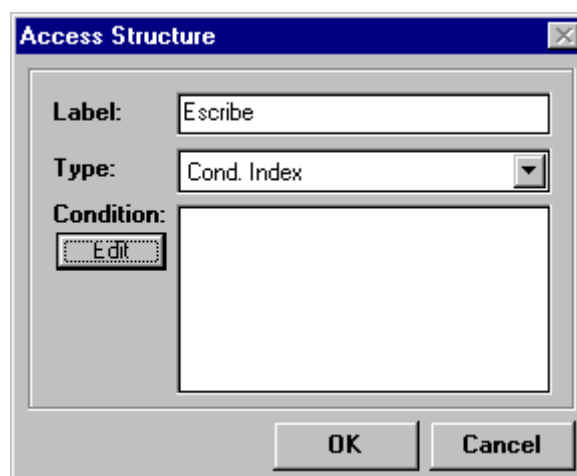 Access Structure
Label: Escribe
Type: Cond. Index
Condition:
Edit
OK Cancel